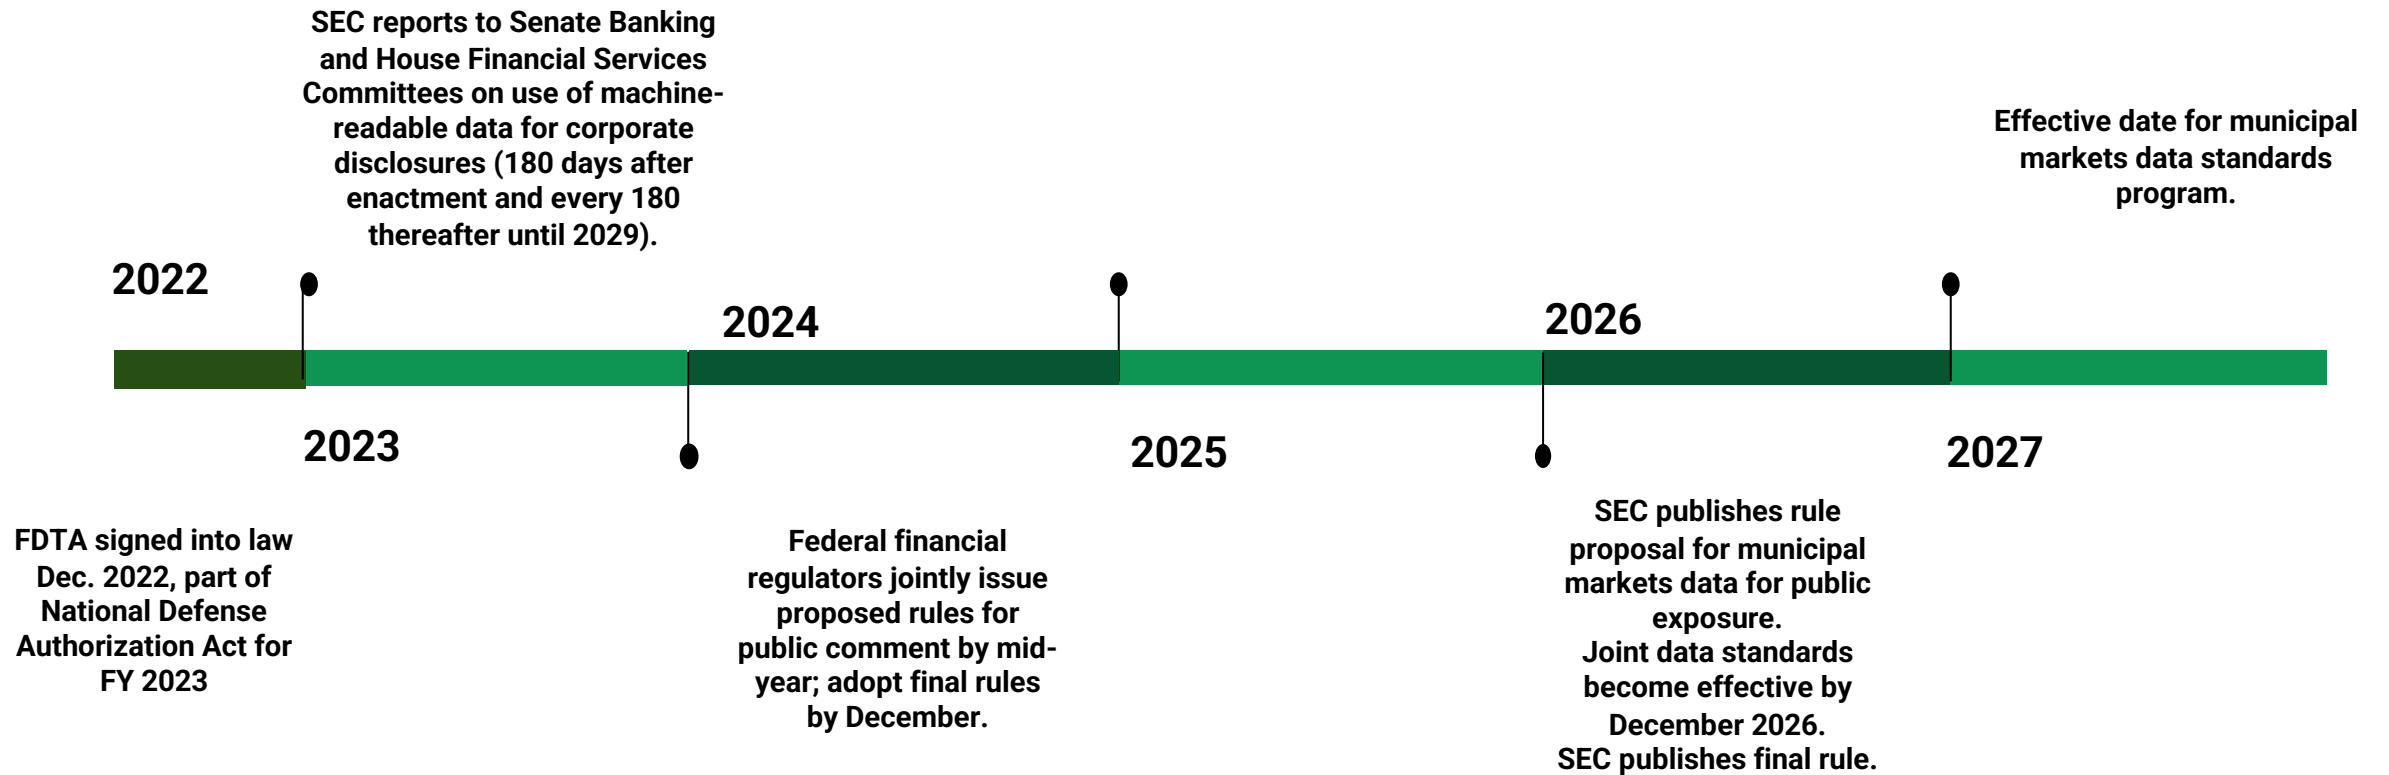 SEC reports to Senate Banking
and House Financial Services
Committees on use of machine-
readable data for corporate
disclosures (180 days after
enactment and every 180
thereafter until 2029).
Effective date for municipal
markets data standards
program.
2022
2024
2026
2023
2025
2027
FDTA signed into law
Dec. 2022, part of
National Defense
Authorization Act for
FY 2023
Federal financial
regulators jointly issue
proposed rules for
public comment by mid-
year; adopt final rules
by December.
SEC publishes rule
proposal for municipal
markets data for public
exposure.
Joint data standards
become effective by
December 2026.
SEC publishes final rule.